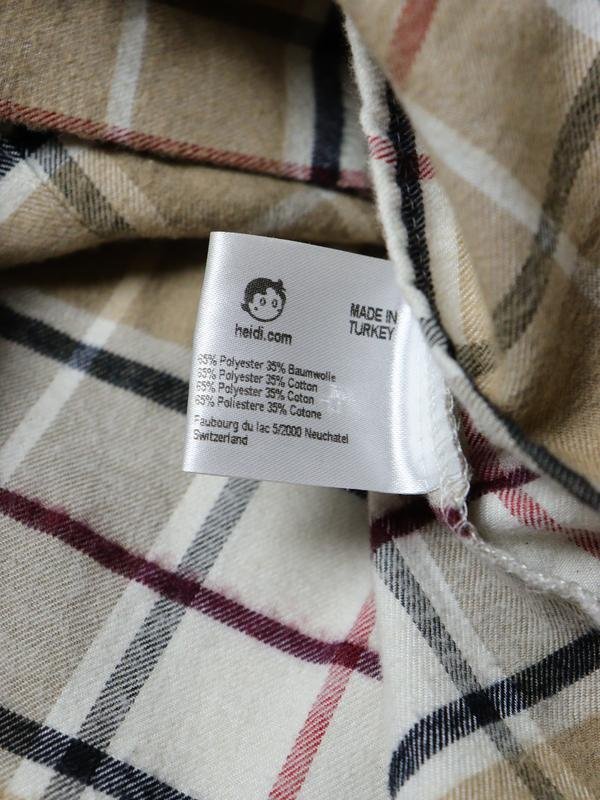 heidi.com
MADE IN
TURKEY
65% Polyester 35% Baumwolle
65% Polyester 35% Cotton
65% Polyester 35% Coton
65% Poliestere 35% Cotone
Faubourg du lac 5/2000 Neuchatel
Switzerland